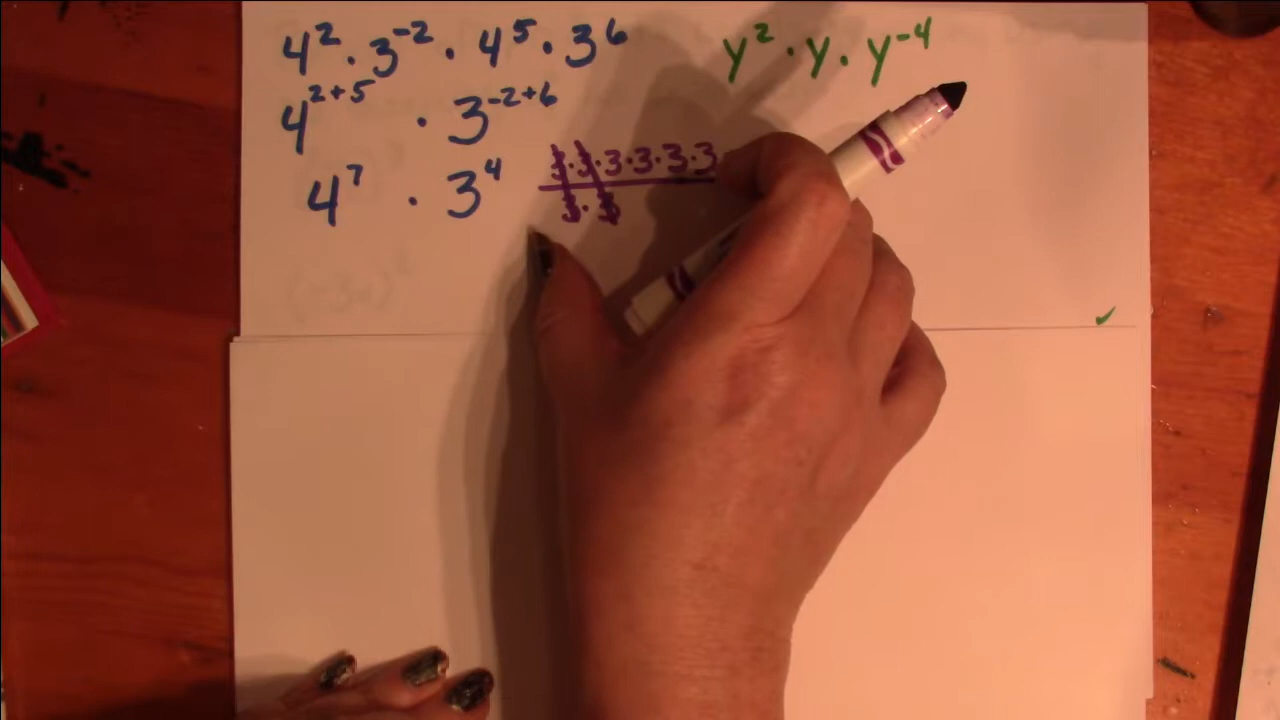 4² · 3⁻² · 4⁵ · 3⁶
y² · y · y⁻⁴
4²⁺⁵ · 3⁻²⁺⁶
4⁷ · 3⁴
3·3·3·3·3·3
3·3